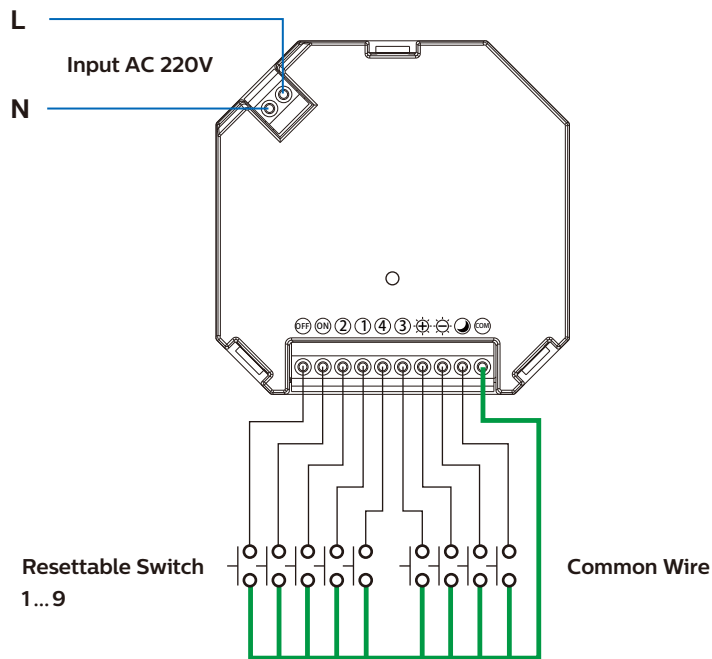 L
Input AC 220V
N
OFF ON 2 1 4 3 COM
Resettable Switch
1...9
Common Wire